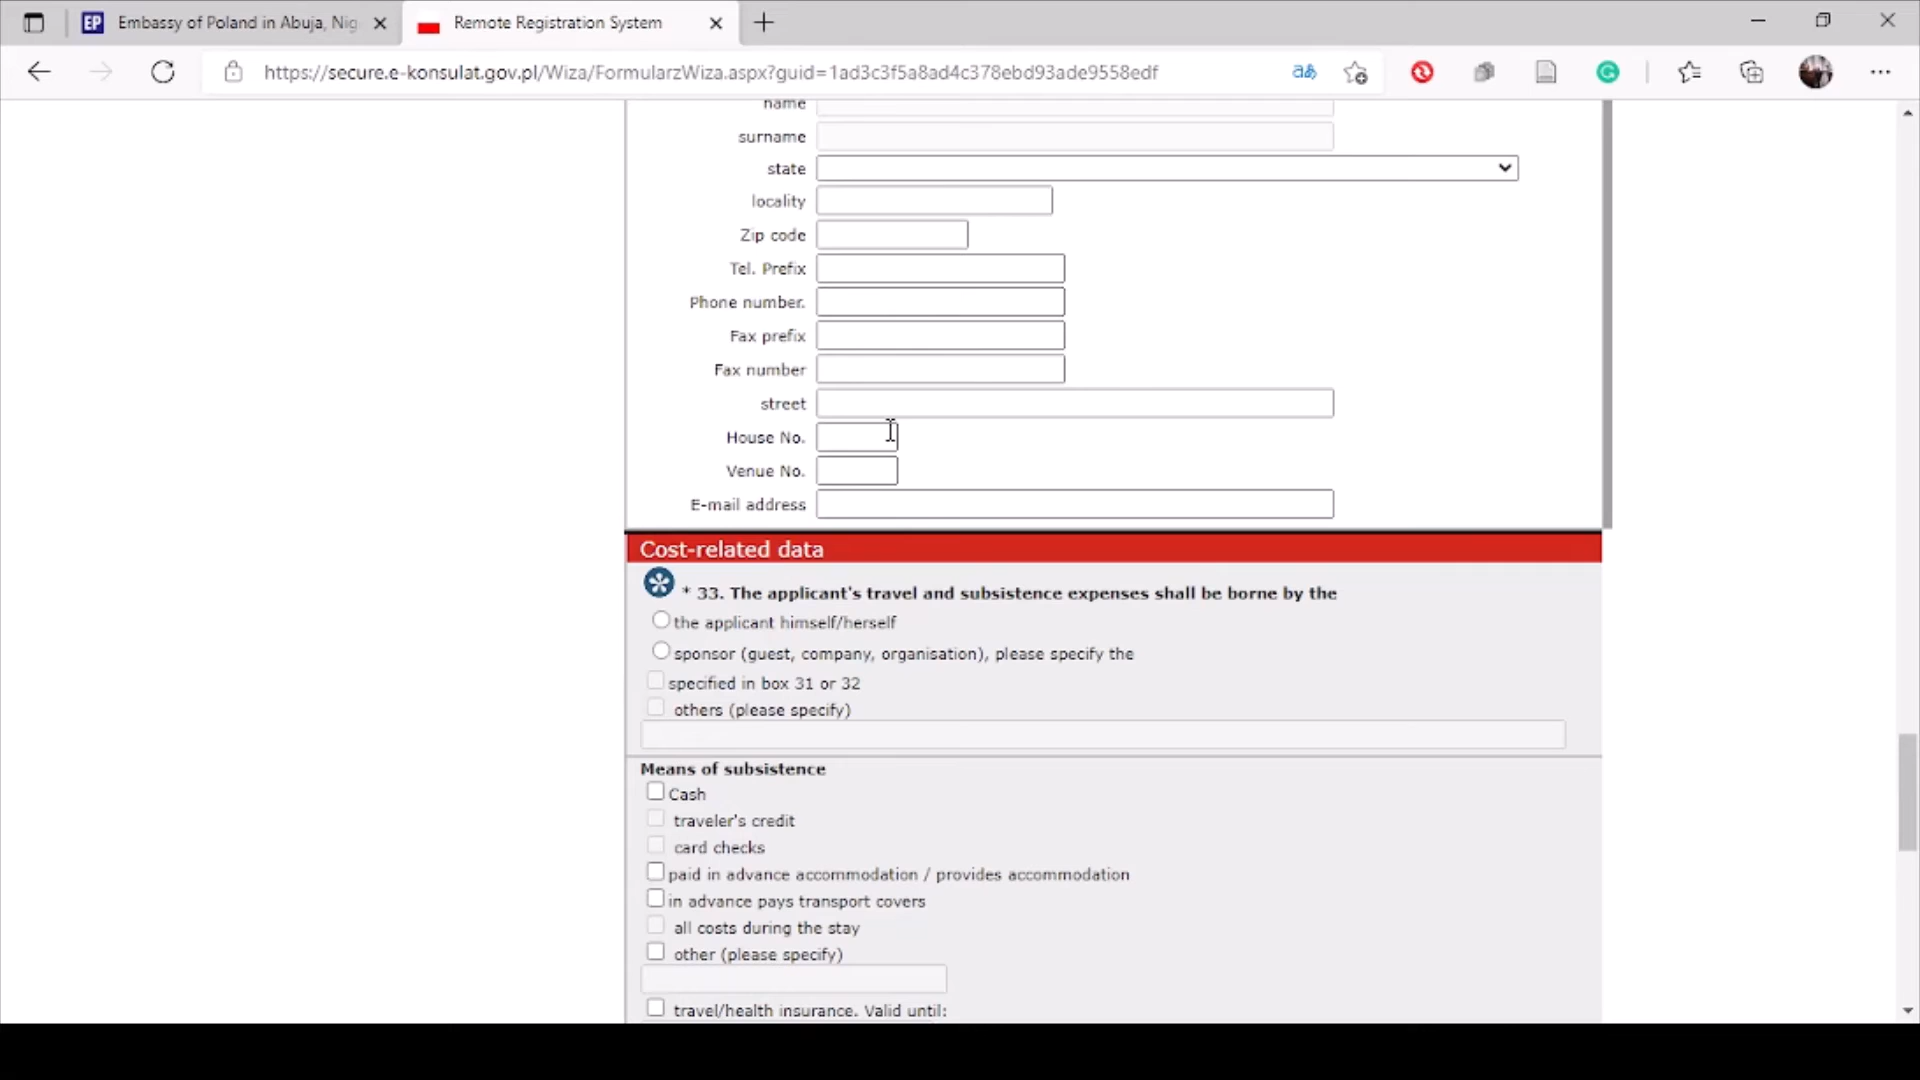 Embassy of Poland in Abuja, Nig
Remote Registration System
https://secure.e-konsulat.gov.pl/Wiza/FormularzWiza.aspx?guid=1ad3c3f5a8ad4c378ebd93ade9558edf
name
surname
state
locality
Zip code
Tel. Prefix
Phone number.
Fax prefix
Fax number
street
House No.
Venue No.
E-mail address
Cost-related data
* 33. The applicant's travel and subsistence expenses shall be borne by the
the applicant himself/herself
sponsor (guest, company, organisation), please specify the
specified in box 31 or 32
others (please specify)
Means of subsistence
Cash
traveler's credit
card checks
paid in advance accommodation / provides accommodation
in advance pays transport covers
all costs during the stay
other (please specify)
travel/health insurance. Valid until: